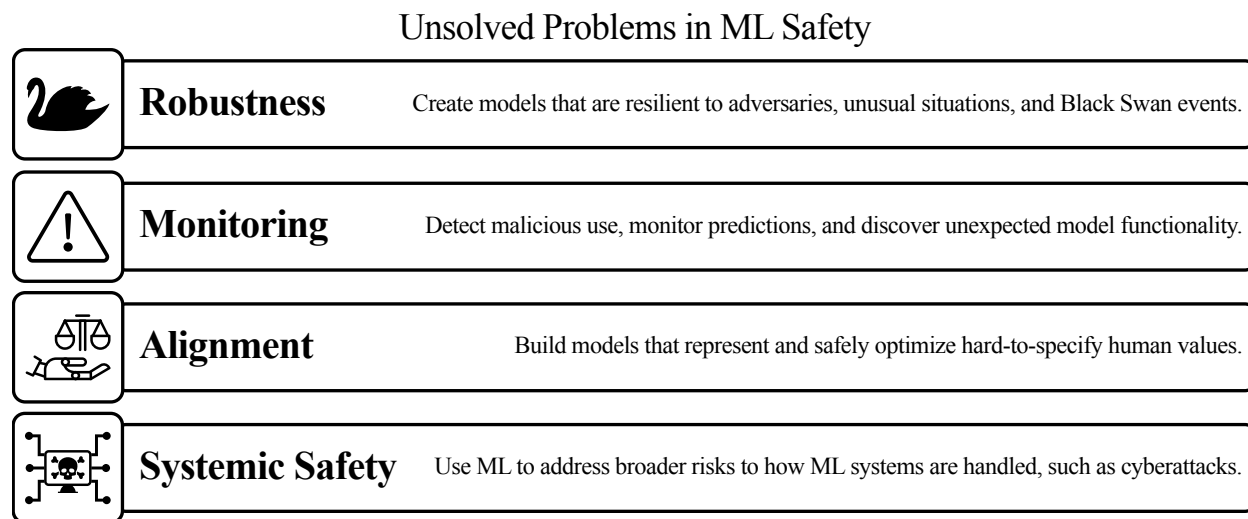 Unsolved Problems in ML Safety
Robustness Create models that are resilient to adversaries, unusual situations, and Black Swan events.
Monitoring Detect malicious use, monitor predictions, and discover unexpected model functionality.
Alignment Build models that represent and safely optimize hard-to-specify human values.
Systemic Safety Use ML to address broader risks to how ML systems are handled, such as cyberattacks.